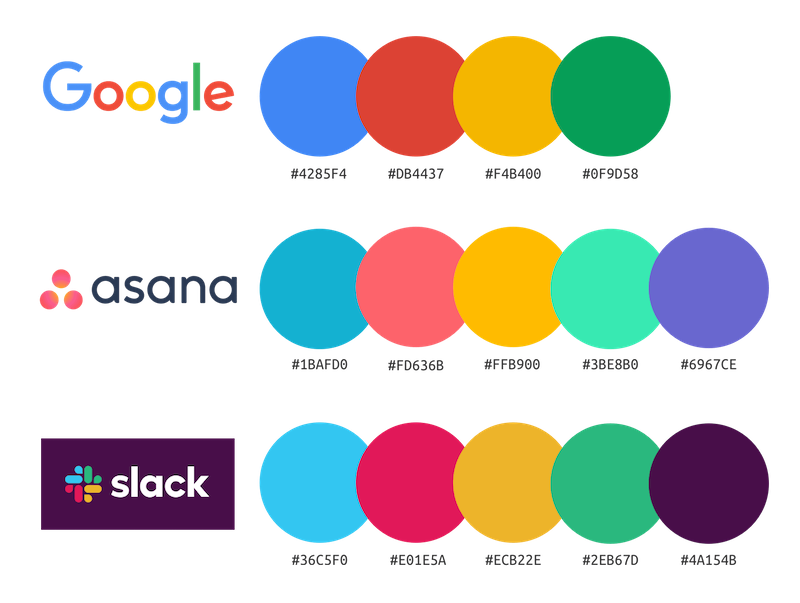 Google
#4285F4 #DB4437 #F4B400 #0F9D58
asana
#1BAFD0 #FD636B #FFB900 #3BE8B0 #6967CE
slack
#36C5F0 #E01E5A #ECB22E #2EB67D #4A154B